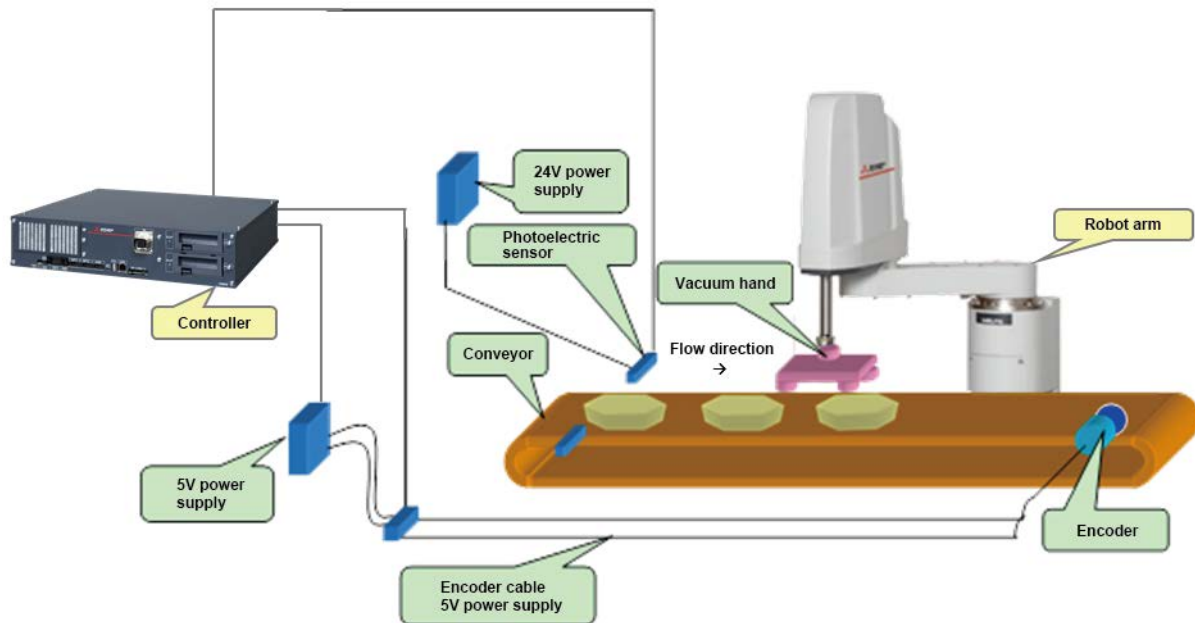 24V power
supply
Photoelectric
sensor
Robot arm
Vacuum hand
Controller
Conveyor
Flow direction
→
5V power
supply
Encoder
Encoder cable
5V power supply